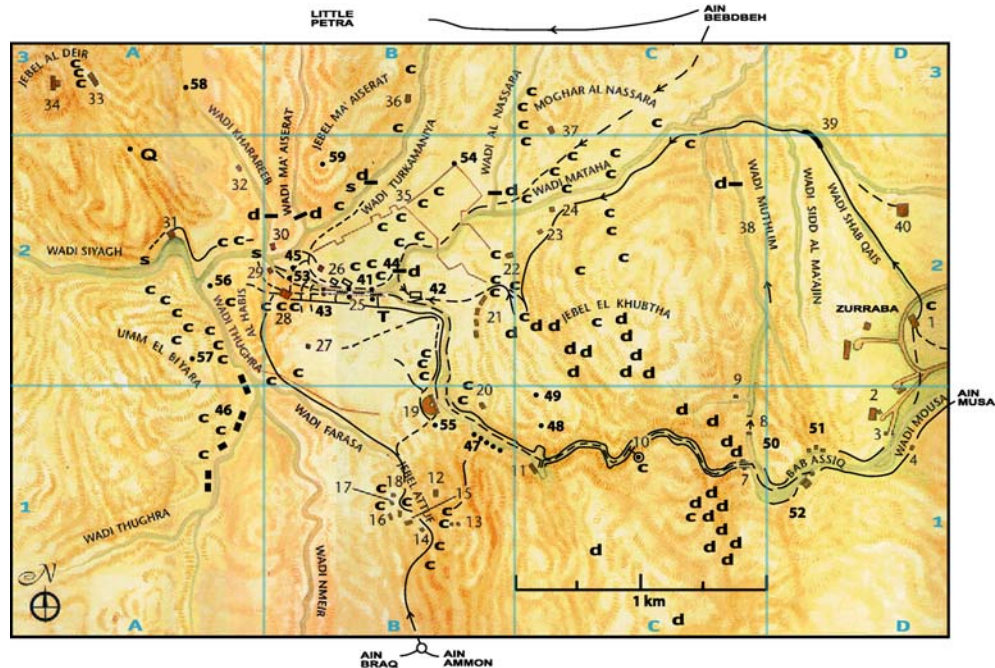 LITTLE
PETRA
AIN
BEBDBEH
3
A
B
C
D
3
JEBEL AL DEIR
C
C
C
C
34
33
58
C
36
C
C
C
C
C
MOGHAR AL NASSARA
37
C
39
WADI KHARAREEB
WADI MA' AISERAT
JEBEL MA' AISERAT
WADI TURKAMANIYA
WADI AL NASSARA
WADI MATAHA
WADI MUTHLIM
WADI SIDD AL MA'AJIN
WADI SHAB QAIS
Q
32
59
d
s
54
35
d
d
d
d
C
C
24
23
38
40
31
WADI SIYAGH
s
C
C
s
30
29
45
53
26
44
d
41
42
22
25
T
21
43
28
27
2
2
56
57
WADI THUGHRA
AL HABIS
UMM EL BIYARA
JEBEL EL KHUBTHA
ZURRABA
C
1
46
WADI FARASA
19
20
55
47
49
48
11
10
C
9
8
7
50
51
52
2
3
4
BAB ASSIQ
WADI MOUSA
AIN
MUSA
WADI THUGHRA
WADI NMEIR
JEBEL ATTUF
17
18
12
15
16
14
13
1
1
N
A
B
C
D
1 km
d
AIN
BRAQ
AIN
AMMON